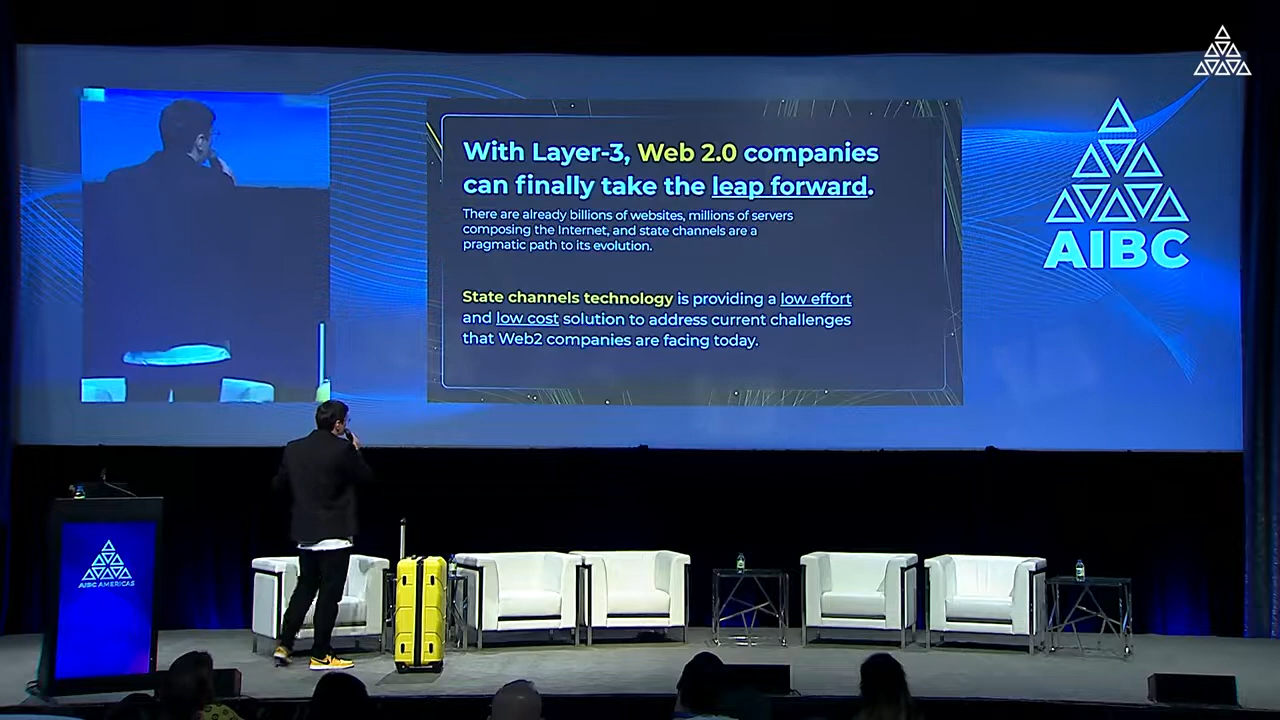 With Layer-3, Web 2.0 companies
can finally take the leap forward.
There are already billions of websites, millions of servers
composing the Internet, and state channels are a
pragmatic path to its evolution.
State channels technology is providing a low effort
and low cost solution to address current challenges
that Web2 companies are facing today.
AIBC
AIBC AMERICAS